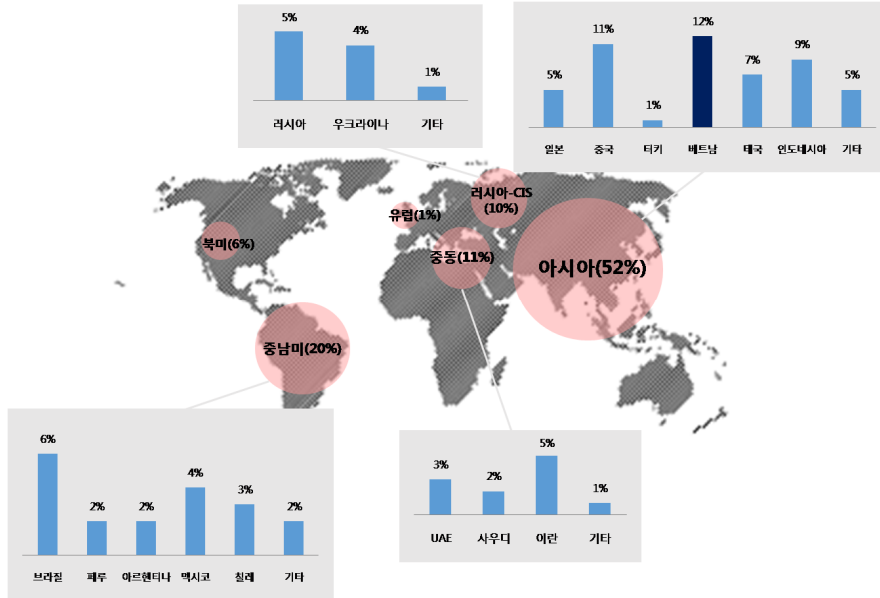 5%
4%
1%
러시아
우크라이나
기타
5%
11%
1%
12%
7%
9%
5%
일본
중국
터키
베트남
태국
인도네시아
기타
러시아-CIS
(10%)
유럽(1%)
북미(6%)
중동(11%)
아시아(52%)
중남미(20%)
6%
2%
2%
4%
3%
2%
브라질
페루
아르헨티나
멕시코
칠레
기타
3%
2%
5%
1%
UAE
사우디
이란
기타